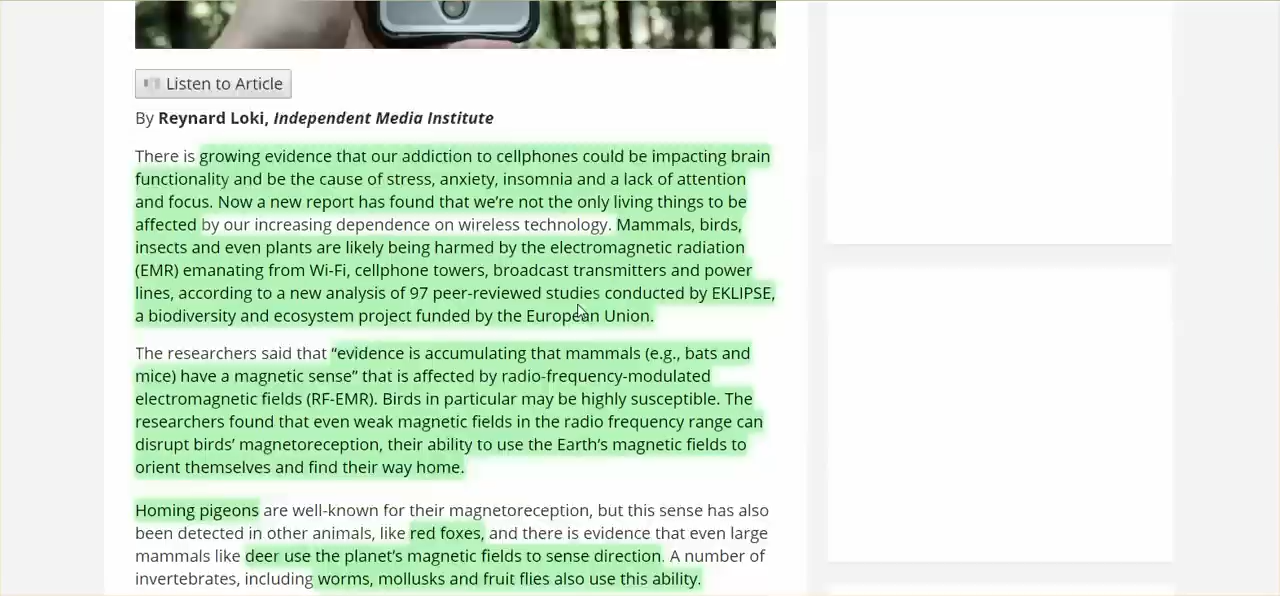 Listen to Article
By Reynard Loki, Independent Media Institute
There is growing evidence that our addiction to cellphones could be impacting brain
functionality and be the cause of stress, anxiety, insomnia and a lack of attention
and focus. Now a new report has found that we’re not the only living things to be
affected by our increasing dependence on wireless technology. Mammals, birds,
insects and even plants are likely being harmed by the electromagnetic radiation
(EMR) emanating from Wi-Fi, cellphone towers, broadcast transmitters and power
lines, according to a new analysis of 97 peer-reviewed studies conducted by EKLIPSE,
a biodiversity and ecosystem project funded by the European Union.
The researchers said that “evidence is accumulating that mammals (e.g., bats and
mice) have a magnetic sense” that is affected by radio-frequency-modulated
electromagnetic fields (RF-EMR). Birds in particular may be highly susceptible. The
researchers found that even weak magnetic fields in the radio frequency range can
disrupt birds’ magnetoreception, their ability to use the Earth’s magnetic fields to
orient themselves and find their way home.
Homing pigeons are well-known for their magnetoreception, but this sense has also
been detected in other animals, like red foxes, and there is evidence that even large
mammals like deer use the planet’s magnetic fields to sense direction. A number of
invertebrates, including worms, mollusks and fruit flies also use this ability.